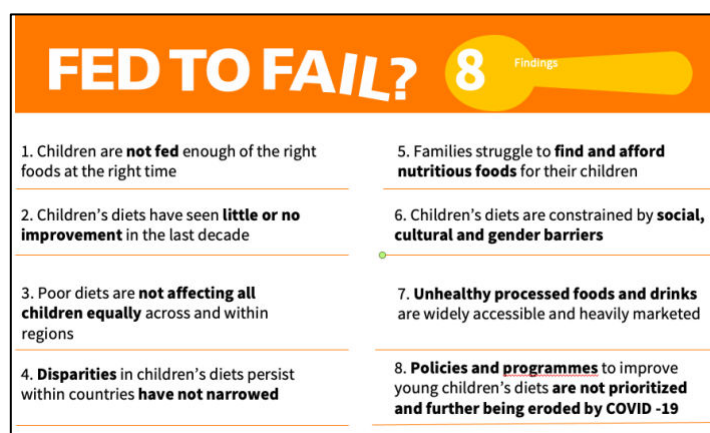 FED TO FAIL?
8 Findings
1. Children are not fed enough of the right
foods at the right time
2. Children's diets have seen little or no
improvement in the last decade
3. Poor diets are not affecting all
children equally across and within
regions
4. Disparities in children's diets persist
within countries have not narrowed
5. Families struggle to find and afford
nutritious foods for their children
6. Children's diets are constrained by social,
cultural and gender barriers
7. Unhealthy processed foods and drinks
are widely accessible and heavily marketed
8. Policies and programmes to improve
young children's diets are not prioritized
and further being eroded by COVID -19